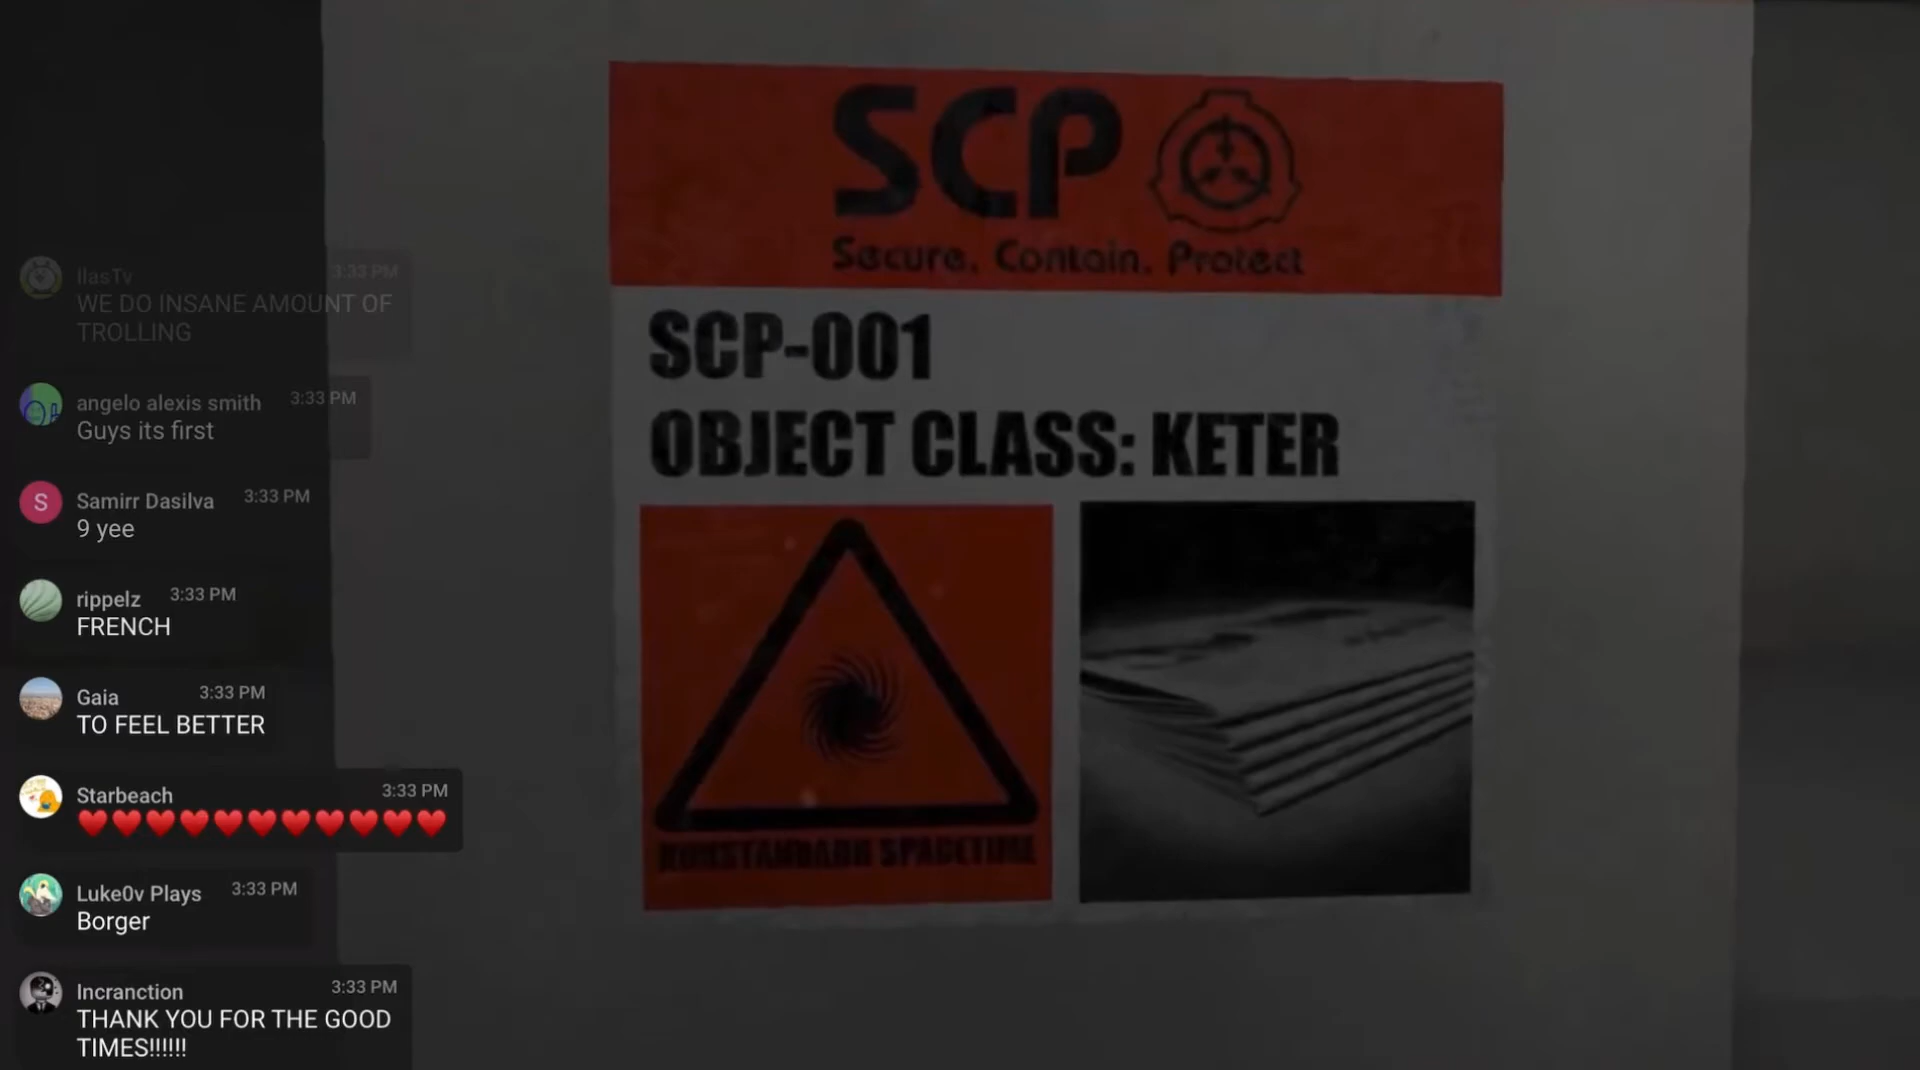 SCP
Secure. Contain. Protect
SCP-001
OBJECT CLASS: KETER
NONSTANDARD SPACETIME
IlasTv 3:33 PM
WE DO INSANE AMOUNT OF
TROLLING
angelo alexis smith 3:33 PM
Guys its first
S
Samirr Dasilva 3:33 PM
9 yee
rippelz 3:33 PM
FRENCH
Gaia 3:33 PM
TO FEEL BETTER
Starbeach 3:33 PM
❤️❤️❤️❤️❤️❤️❤️❤️❤️❤️❤️
Luke0v Plays 3:33 PM
Borger
Incranction 3:33 PM
THANK YOU FOR THE GOOD
TIMES!!!!!!